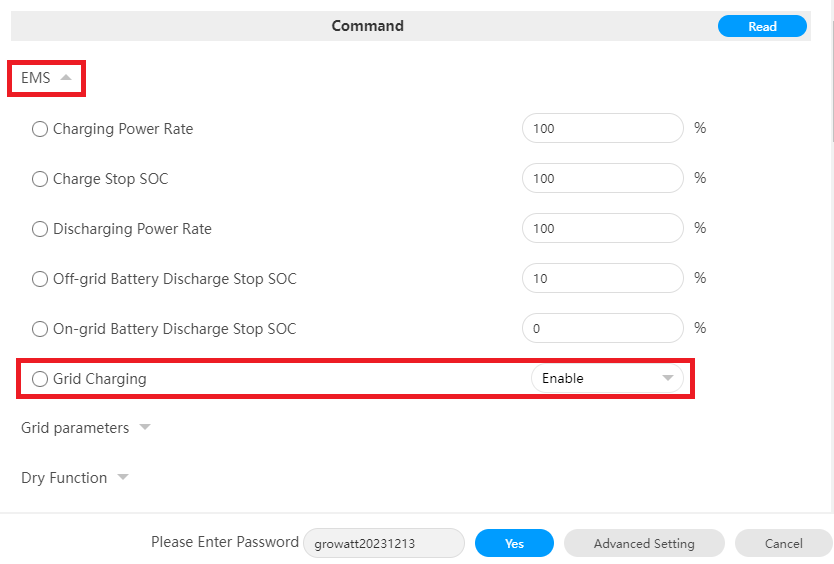 Command Read
EMS
Charging Power Rate 100 %
Charge Stop SOC 100 %
Discharging Power Rate 100 %
Off-grid Battery Discharge Stop SOC 10 %
On-grid Battery Discharge Stop SOC 0 %
Grid Charging Enable
Grid parameters
Dry Function
Please Enter Password growatt20231213 Yes Advanced Setting Cancel